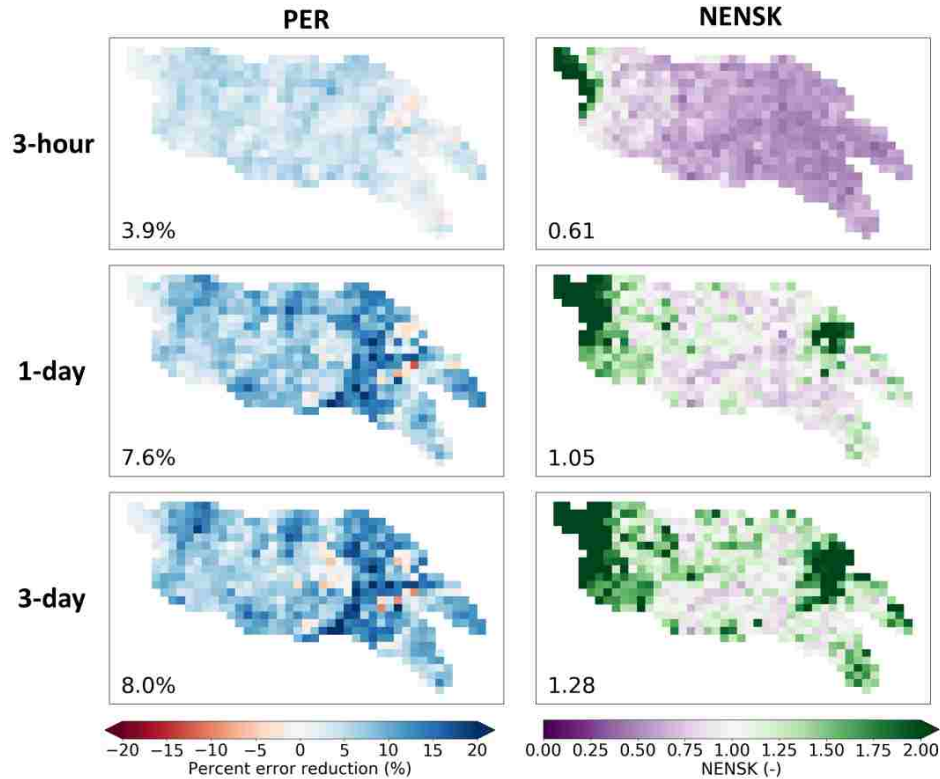 PER NENSK
3-hour
3.9% 0.61
1-day
7.6% 1.05
3-day
8.0% 1.28
−20 −15 −10 −5 0 5 10 15 20
Percent error reduction (%)
0.00 0.25 0.50 0.75 1.00 1.25 1.50 1.75 2.00
NENSK (-)